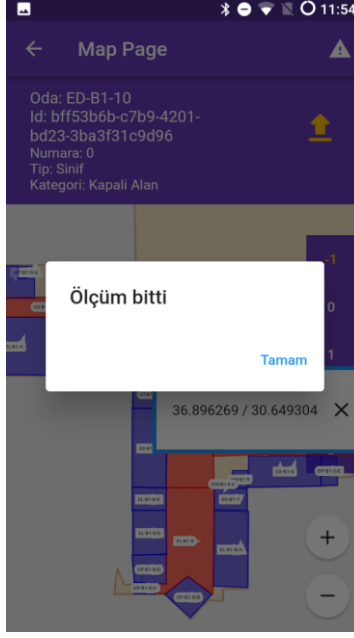 11:54
Map Page
Oda: ED-B1-10
Id: bff53b6b-c7b9-4201-
bd23-3ba3f31c9d96
Numara: 0
Tip: Sinif
Kategori: Kapali Alan
-1
0
Ölçüm bitti
1
Tamam
36.896269 / 30.649304
+
−